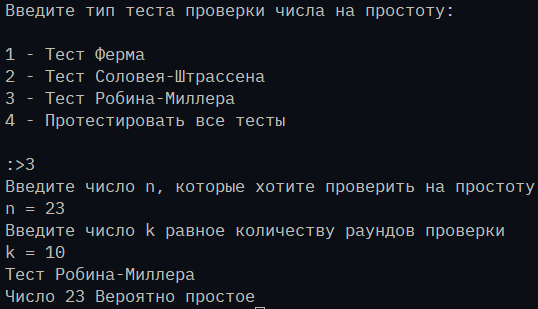 Введите тип теста проверки числа на простоту:
1 - Тест Ферма
2 - Тест Соловея-Штрассена
3 - Тест Робина-Миллера
4 - Протестировать все тесты
:>3
Введите число n, которые хотите проверить на простоту
n = 23
Введите число k равное количеству раундов проверки
k = 10
Тест Робина-Миллера
Число 23 Вероятно простое